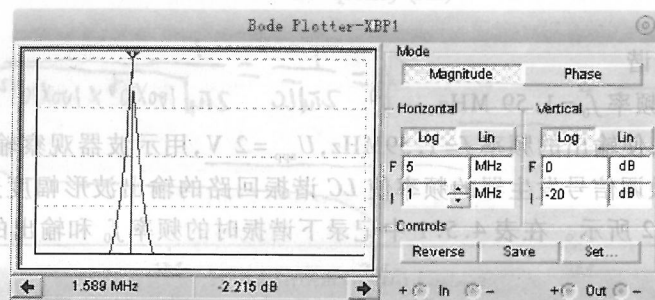 Bode Plotter-XBP1
Mode
Magnitude Phase
Horizontal Vertical
Log Lin Log Lin
F 5 MHz F 0 dB
I 1 MHz I -20 dB
Controls
Reverse Save Set...
1.589 MHz -2.215 dB
+ In - + Out -